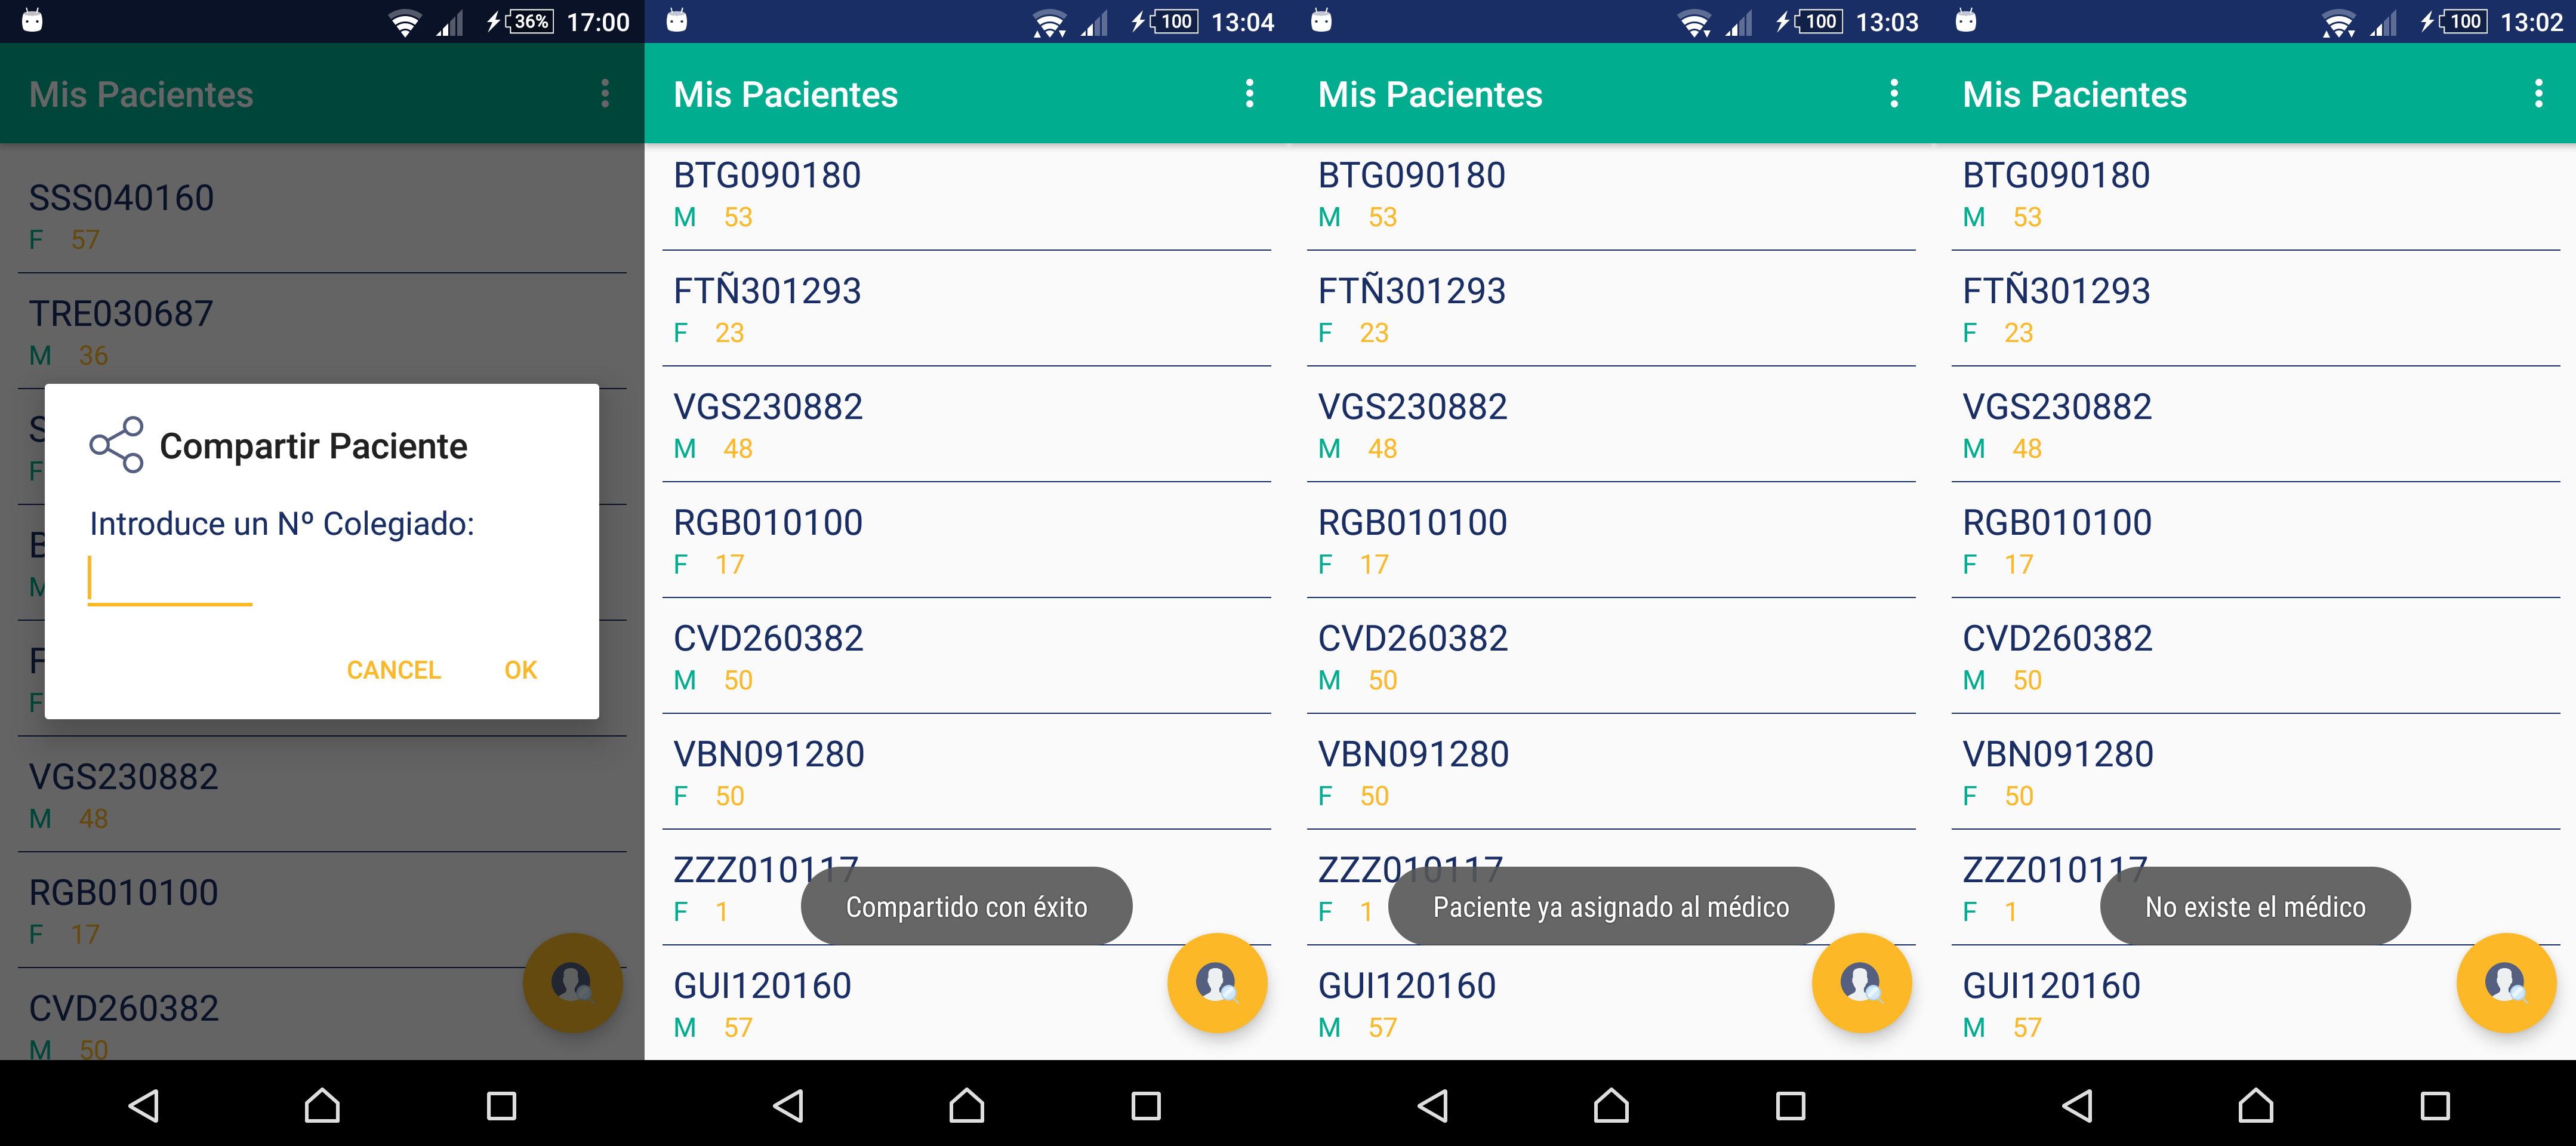 36% 17:00
Mis Pacientes
SSS040160
F 57
TRE030687
M 36
S
F
Compartir Paciente
Introduce un Nº Colegiado:
B
M
CANCEL OK
F
F
VGS230882
M 48
RGB010100
F 17
CVD260382
M 50
100 13:04
Mis Pacientes
BTG090180
M 53
FTÑ301293
F 23
VGS230882
M 48
RGB010100
F 17
CVD260382
M 50
VBN091280
F 50
ZZZ010117
F 1
Compartido con éxito
GUI120160
M 57
100 13:03
Mis Pacientes
BTG090180
M 53
FTÑ301293
F 23
VGS230882
M 48
RGB010100
F 17
CVD260382
M 50
VBN091280
F 50
ZZZ010117
F 1
Paciente ya asignado al médico
GUI120160
M 57
100 13:02
Mis Pacientes
BTG090180
M 53
FTÑ301293
F 23
VGS230882
M 48
RGB010100
F 17
CVD260382
M 50
VBN091280
F 50
ZZZ010117
F 1
No existe el médico
GUI120160
M 57